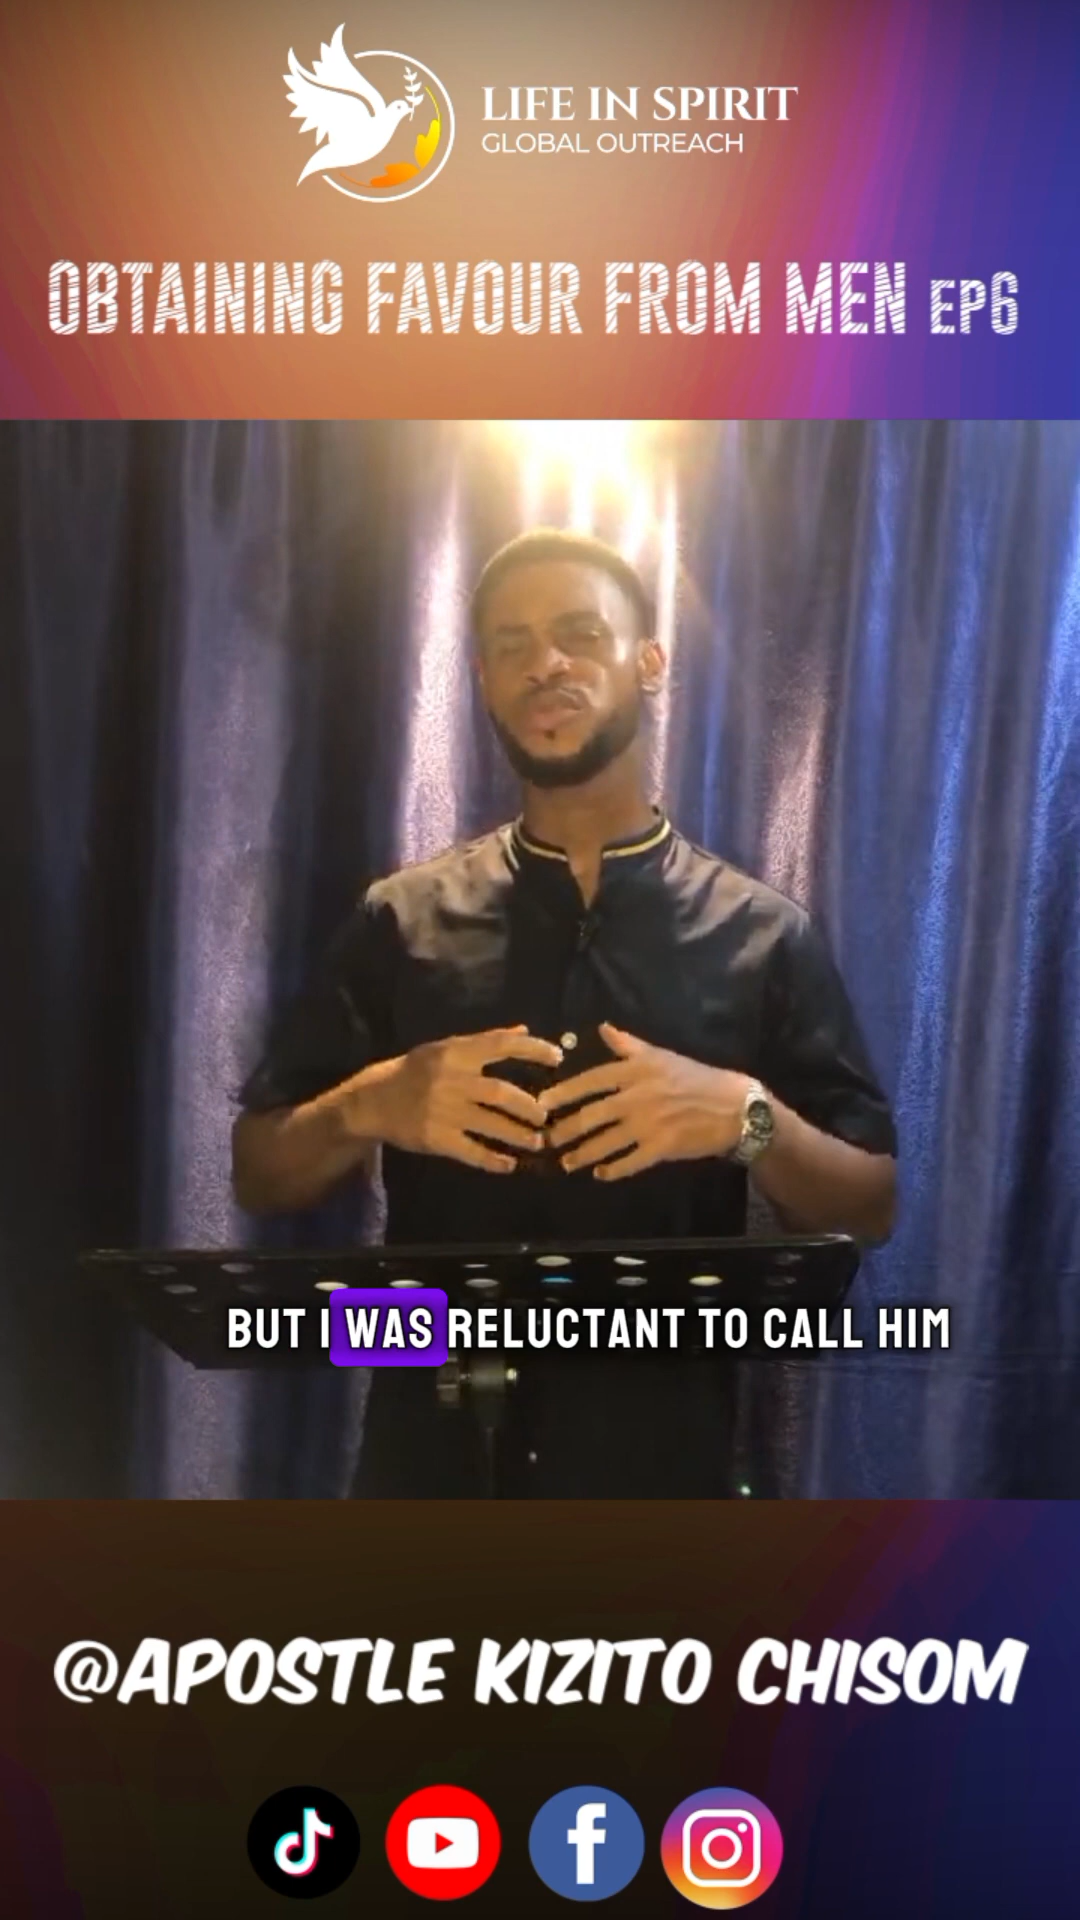 LIFE IN SPIRIT
GLOBAL OUTREACH
OBTAINING FAVOUR FROM MEN EP6
BUT I WAS RELUCTANT TO CALL HIM
@APOSTLE KIZITO CHISOM